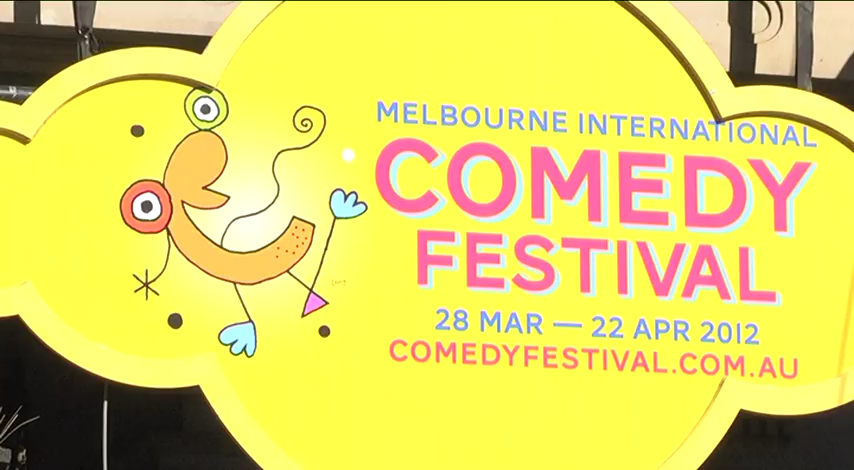 MELBOURNE INTERNATIONAL
COMEDY
FESTIVAL
28 MAR — 22 APR 2012
COMEDYFESTIVAL.COM.AU